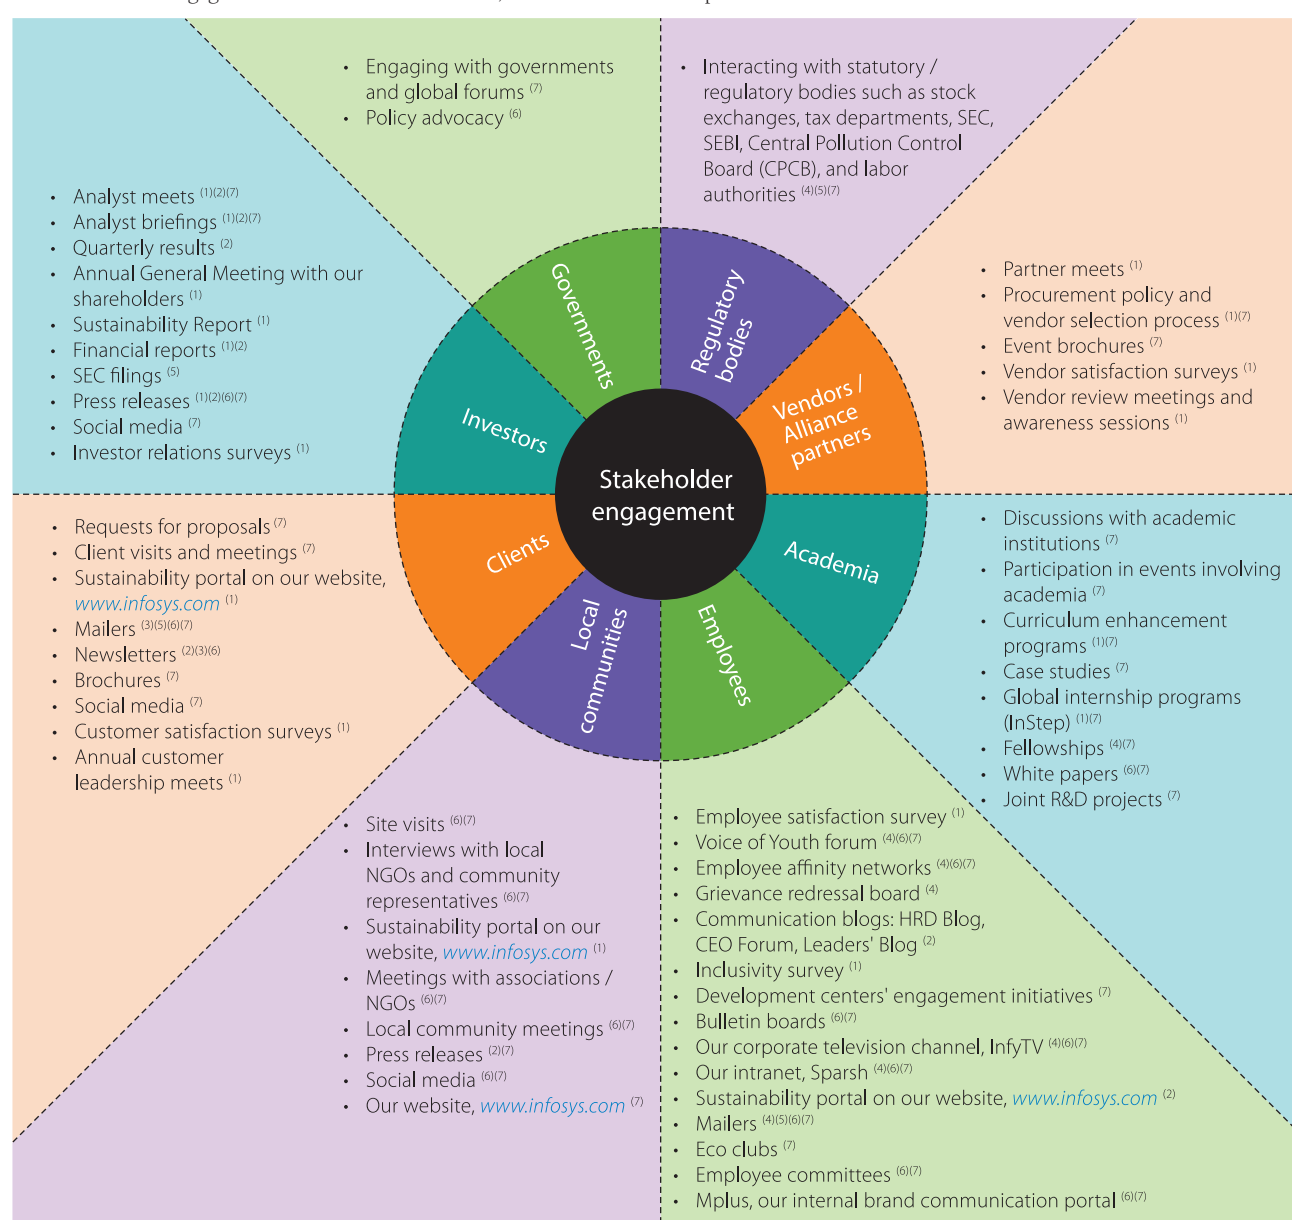 • Engaging with governments
and global forums (7)
• Policy advocacy (6)
• Interacting with statutory /
regulatory bodies such as stock
exchanges, tax departments, SEC,
SEBI, Central Pollution Control
Board (CPCB), and labor
authorities (4)(5)(7)
• Analyst meets (1)(2)(7)
• Analyst briefings (1)(2)(7)
• Quarterly results (2)
• Annual General Meeting with our
shareholders (1)
• Sustainability Report (1)
• Financial reports (1)(2)
• SEC filings (5)
• Press releases (1)(2)(6)(7)
• Social media (7)
• Investor relations surveys (1)
• Partner meets (1)
• Procurement policy and
vendor selection process (1)(7)
• Event brochures (7)
• Vendor satisfaction surveys (1)
• Vendor review meetings and
awareness sessions (1)
Governments
Regulatory
bodies
Investors
Vendors /
Alliance
partners
Stakeholder
engagement
Clients
Academia
Local
communities
Employees
• Requests for proposals (7)
• Client visits and meetings (7)
• Sustainability portal on our website,
www.infosys.com (1)
• Mailers (3)(5)(6)(7)
• Newsletters (2)(3)(6)
• Brochures (7)
• Social media (7)
• Customer satisfaction surveys (1)
• Annual customer
leadership meets (1)
• Discussions with academic
institutions (7)
• Participation in events involving
academia (7)
• Curriculum enhancement
programs (1)(7)
• Case studies (7)
• Global internship programs
(InStep) (1)(7)
• Fellowships (4)(7)
• White papers (6)(7)
• Joint R&D projects (7)
• Site visits (6)(7)
• Interviews with local
NGOs and community
representatives (6)(7)
• Sustainability portal on our
website, www.infosys.com (1)
• Meetings with associations /
NGOs (6)(7)
• Local community meetings (6)(7)
• Press releases (2)(7)
• Social media (6)(7)
• Our website, www.infosys.com (7)
• Employee satisfaction survey (1)
• Voice of Youth forum (4)(6)(7)
• Employee affinity networks (4)(6)(7)
• Grievance redressal board (4)
• Communication blogs: HRD Blog,
CEO Forum, Leaders' Blog (2)
• Inclusivity survey (1)
• Development centers' engagement initiatives (7)
• Bulletin boards (6)(7)
• Our corporate television channel, InfyTV (4)(6)(7)
• Our intranet, Sparsh (4)(6)(7)
• Sustainability portal on our website, www.infosys.com (2)
• Mailers (4)(5)(6)(7)
• Eco clubs (7)
• Employee committees (6)(7)
• Mplus, our internal brand communication portal (6)(7)